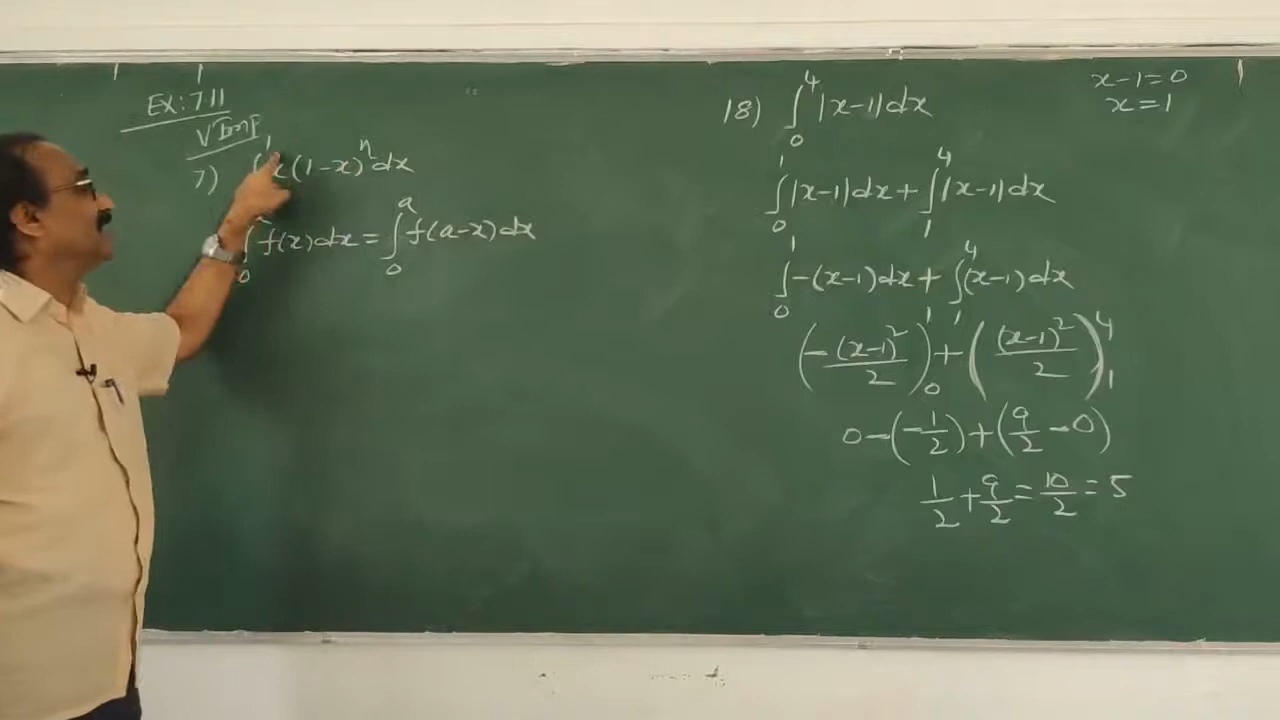 Ex: 7.11
V Imp
7) ∫ x(1-x)ⁿdx
∫₀ f(x)dx = ∫₀ᵃ f(a-x)dx
18) ∫₀⁴ |x-1|dx
x-1=0
x=1
∫₀¹ |x-1|dx + ∫₁⁴ |x-1|dx
∫₀¹ -(x-1)dx + ∫₁⁴ (x-1)dx
(-(x-1)²/2)₀¹ + ((x-1)²/2)₁⁴
0-(-1/2)+(9/2-0)
1/2+9/2=10/2=5